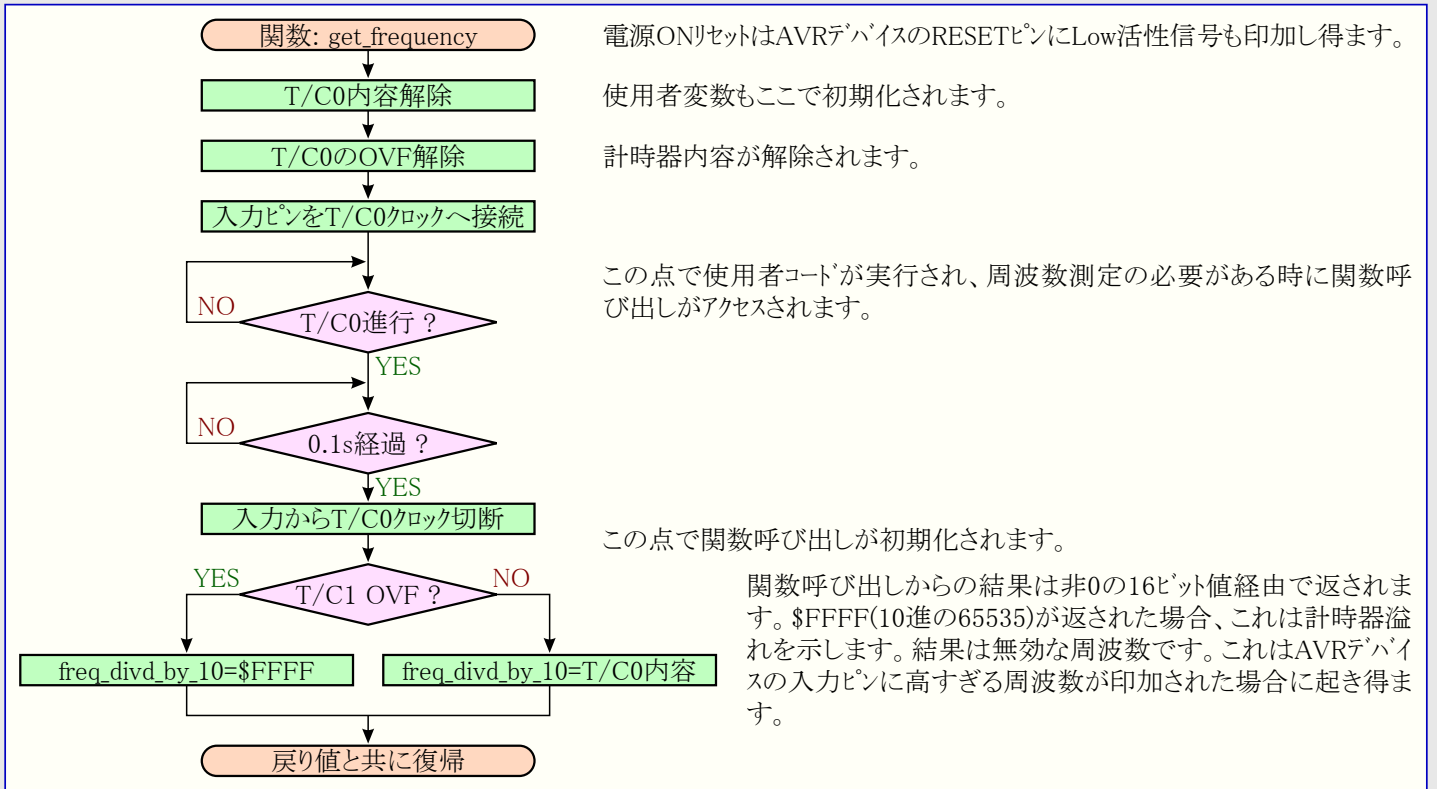 関数: get_frequency
電源ONリセットはAVRデバイスのRESETピンにLow活性信号も印加し得ます。
T/C0内容解除
使用者変数もここで初期化されます。
T/C0のOVF解除
計時器内容が解除されます。
入力ピンをT/C0クロックへ接続
この点で使用者コードが実行され、周波数測定の必要がある時に関数呼
び出しがアクセスされます。
NO
T/C0進行 ?
YES
NO
0.1s経過 ?
YES
入力からT/C0クロック切断
この点で関数呼び出しが初期化されます。
YES
T/C1 OVF ?
NO
関数呼び出しからの結果は非0の16ビット値経由で返されま
す。$FFFF(10進の65535)が返された場合、これは計時器溢
れを示します。結果は無効な周波数です。これはAVRデバイ
スの入力ピンに高すぎる周波数が印加された場合に起き得ま
す。
freq_divd_by_10=$FFFF
freq_divd_by_10=T/C0内容
戻り値と共に復帰